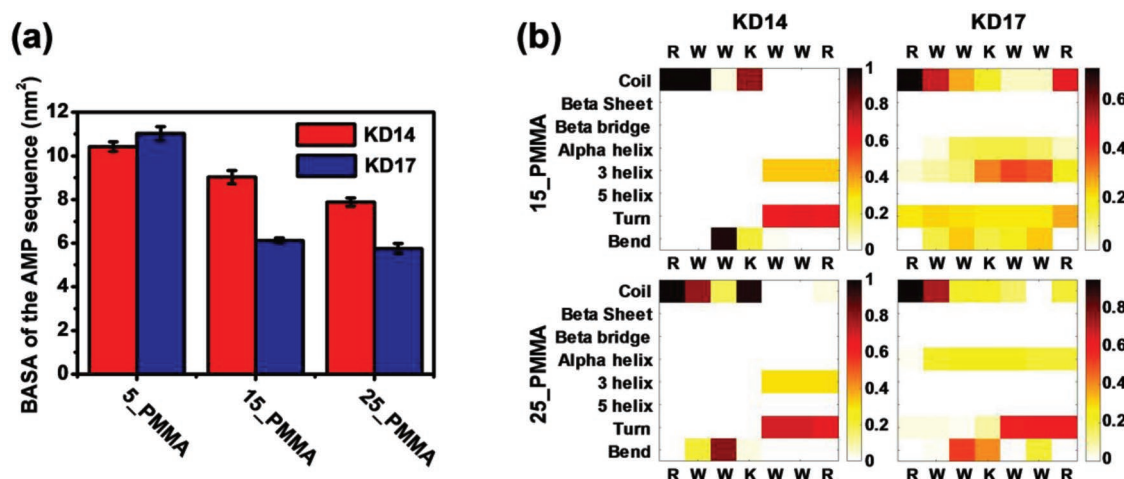 (a)
BASA of the AMP sequence (nm²)
12
10
8
6
4
2
0
KD14
KD17
5_PMMA
15_PMMA
25_PMMA
(b)
KD14
KD17
R W W K W W R
R W W K W W R
15_PMMA
Coil
Beta Sheet
Beta bridge
Alpha helix
3 helix
5 helix
Turn
Bend
1
0.8
0.6
0.4
0.2
0
0.6
0.4
0.2
0
R W W K W W R
R W W K W W R
25_PMMA
Coil
Beta Sheet
Beta bridge
Alpha helix
3 helix
5 helix
Turn
Bend
1
0.8
0.6
0.4
0.2
0
0.8
0.6
0.4
0.2
0
R W W K W W R
R W W K W W R